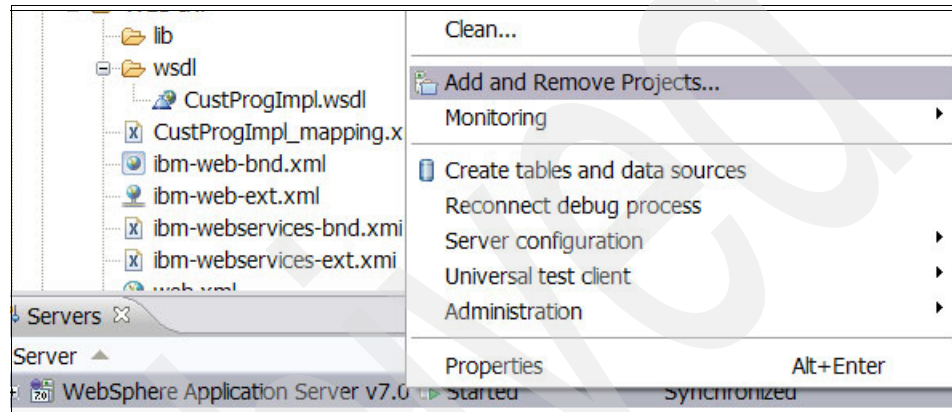 lib
wsdl
CustProgImpl.wsdl
CustProgImpl_mapping.x
ibm-web-bnd.xml
ibm-web-ext.xml
ibm-webservices-bnd.xmi
ibm-webservices-ext.xmi
web.xml
Clean...
Add and Remove Projects...
Monitoring
Create tables and data sources
Reconnect debug process
Server configuration
Universal test client
Administration
Properties Alt+Enter
Servers
Server
WebSphere Application Server v7.0 Started Synchronized